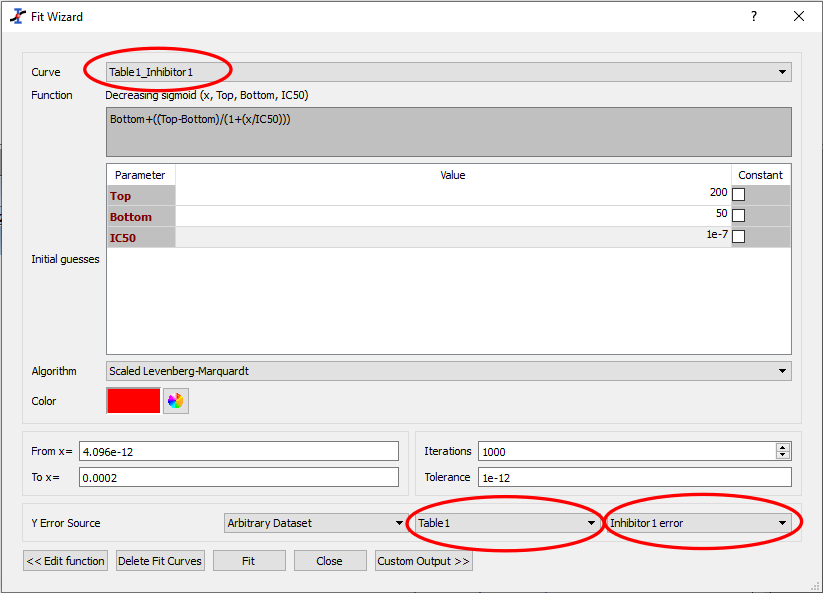 Fit Wizard
?
Curve Table1_Inhibitor1
Function Decreasing sigmoid (x, Top, Bottom, IC50)
Bottom+((Top-Bottom)/(1+(x/IC50)))
Parameter Value Constant
Top 200
Bottom 50
IC50 1e-7
Initial guesses
Algorithm Scaled Levenberg-Marquardt
Color
From x= 4.096e-12 Iterations 1000
To x= 0.0002 Tolerance 1e-12
Y Error Source Arbitrary Dataset Table1 Inhibitor1 error
<< Edit function Delete Fit Curves Fit Close Custom Output >>